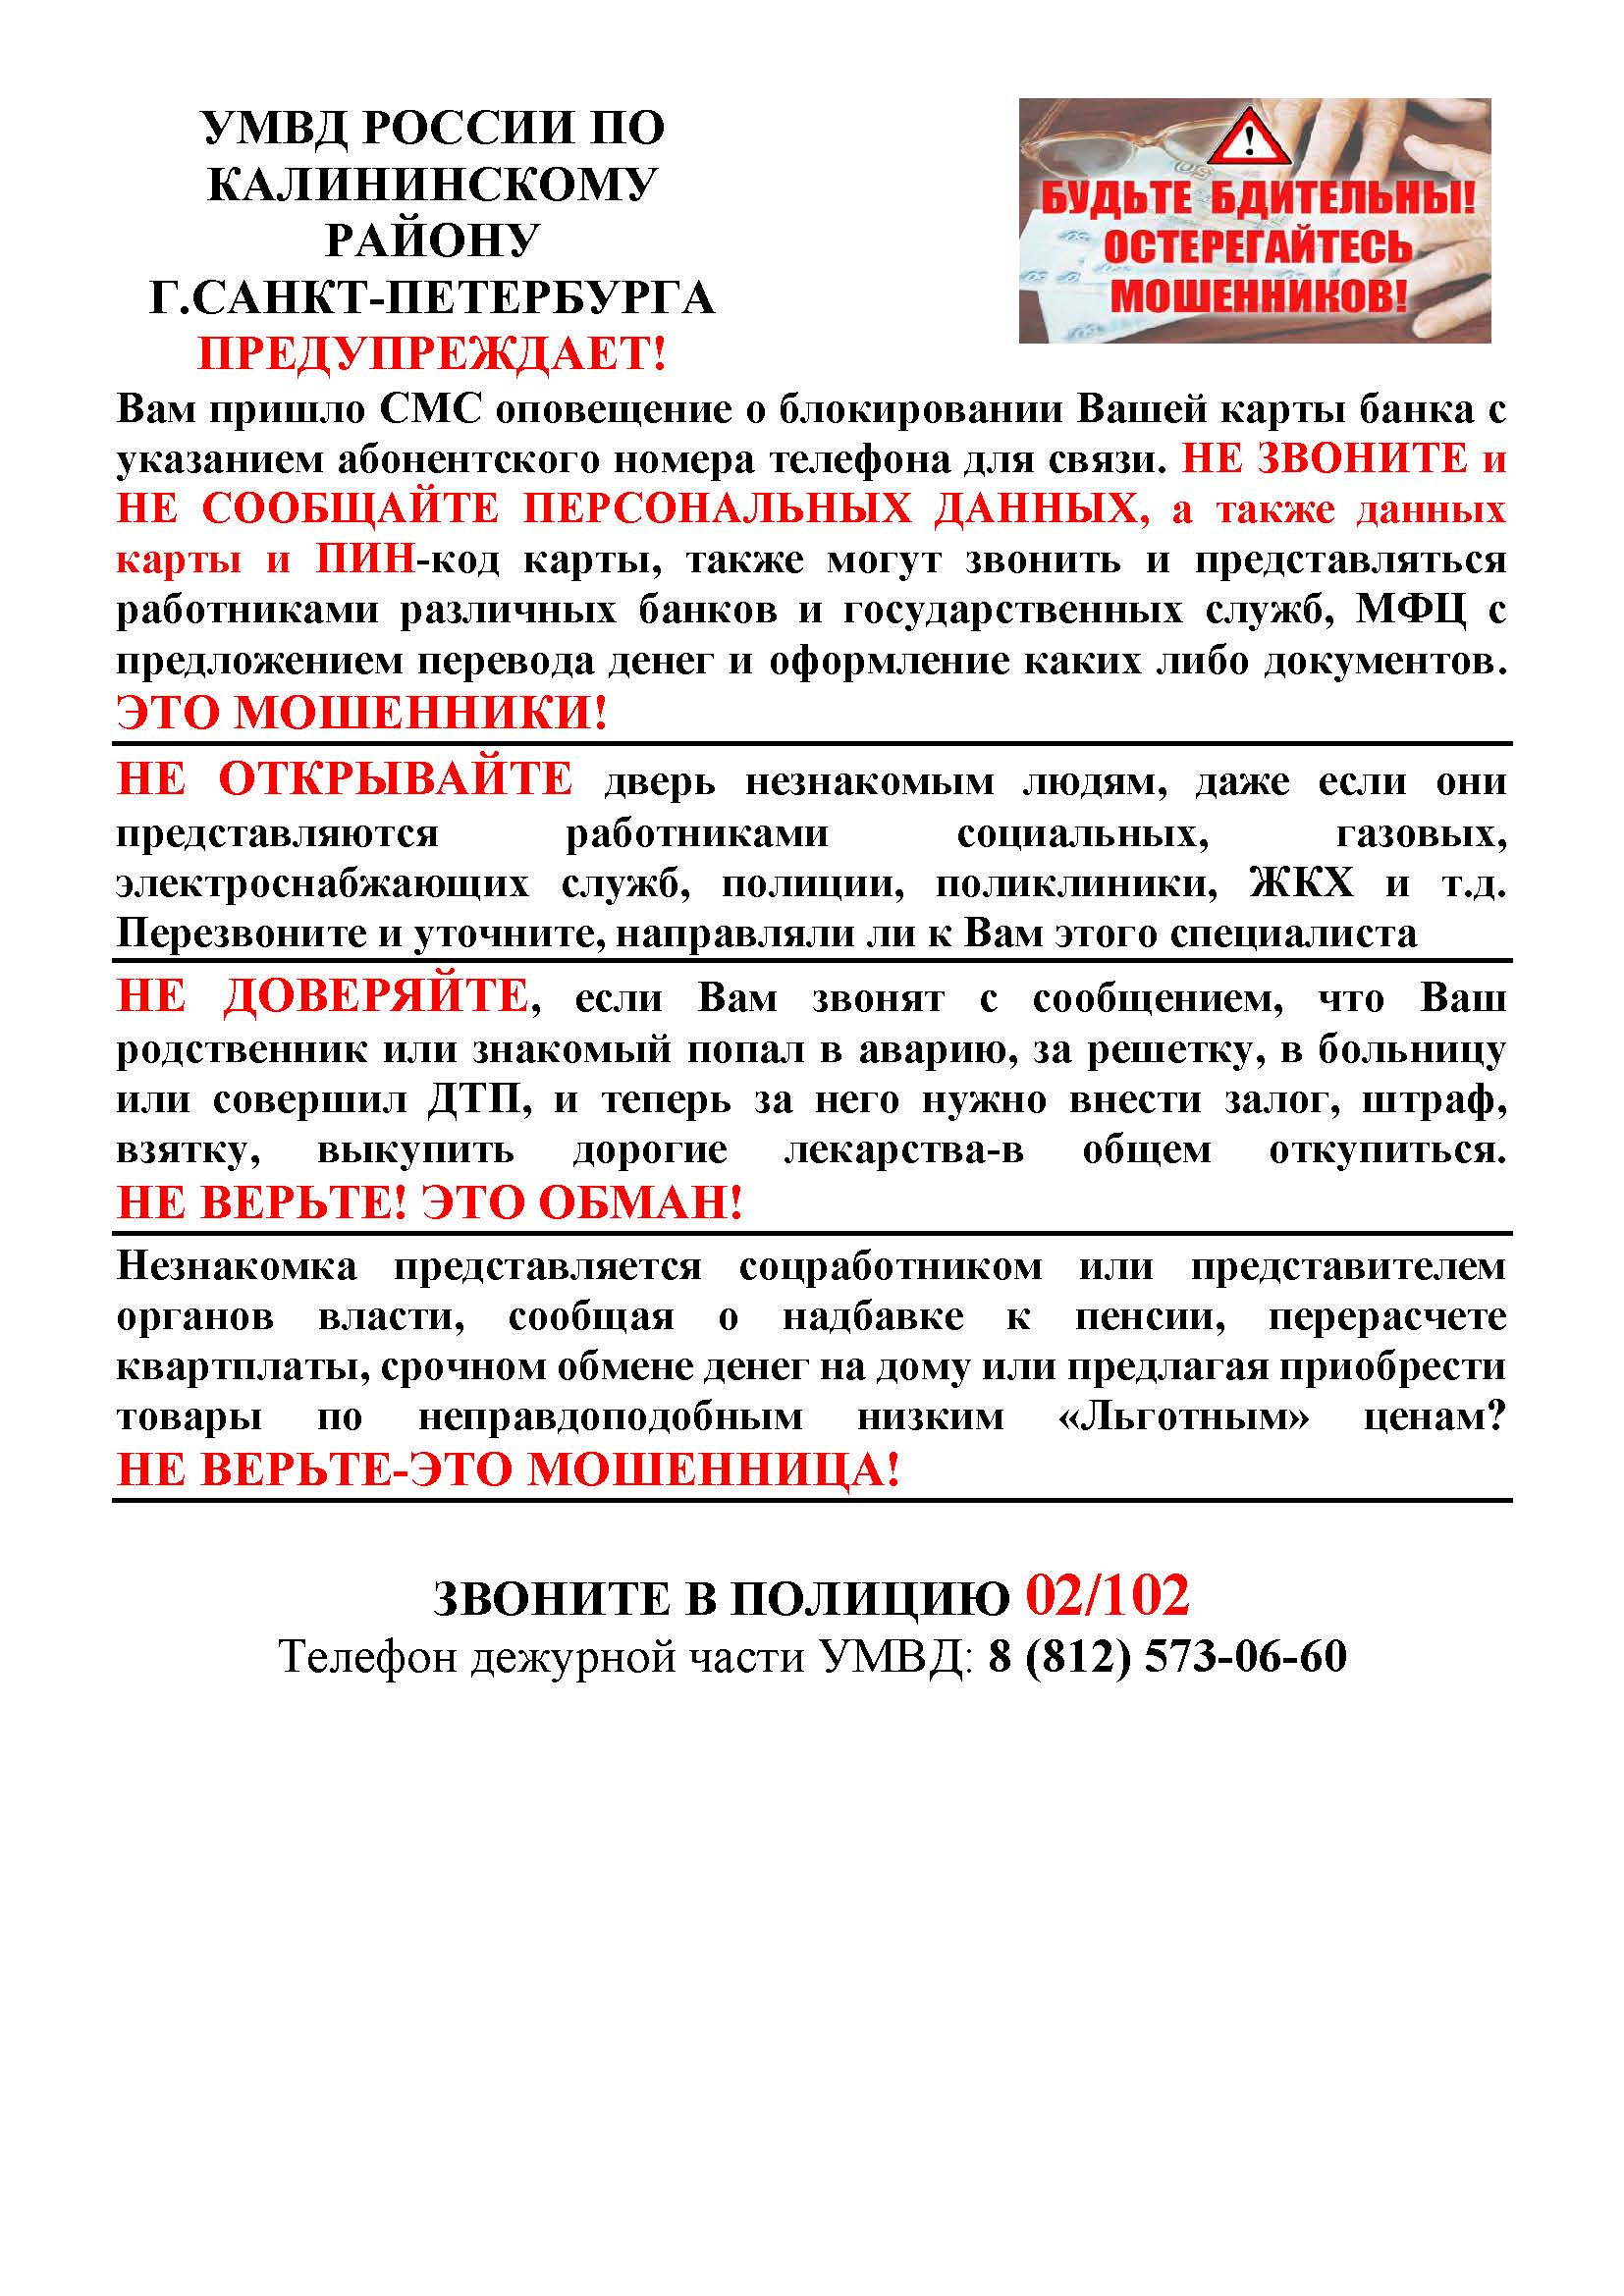 УМВД РОССИИ ПО
КАЛИНИНСКОМУ
РАЙОНУ
Г.САНКТ-ПЕТЕРБУРГА
ПРЕДУПРЕЖДАЕТ!
БУДЬТЕ БДИТЕЛЬНЫ!
ОСТЕРЕГАЙТЕСЬ
МОШЕННИКОВ!
Вам пришло СМС оповещение о блокировании Вашей карты банка с
указанием абонентского номера телефона для связи. НЕ ЗВОНИТЕ и
НЕ СООБЩАЙТЕ ПЕРСОНАЛЬНЫХ ДАННЫХ, а также данных
карты и ПИН-код карты, также могут звонить и представляться
работниками различных банков и государственных служб, МФЦ с
предложением перевода денег и оформление каких либо документов.
ЭТО МОШЕННИКИ!
НЕ ОТКРЫВАЙТЕ дверь незнакомым людям, даже если они
представляются работниками социальных, газовых,
электроснабжающих служб, полиции, поликлиники, ЖКХ и т.д.
Перезвоните и уточните, направляли ли к Вам этого специалиста
НЕ ДОВЕРЯЙТЕ, если Вам звонят с сообщением, что Ваш
родственник или знакомый попал в аварию, за решетку, в больницу
или совершил ДТП, и теперь за него нужно внести залог, штраф,
взятку, выкупить дорогие лекарства-в общем откупиться.
НЕ ВЕРЬТЕ! ЭТО ОБМАН!
Незнакомка представляется соцработником или представителем
органов власти, сообщая о надбавке к пенсии, перерасчете
квартплаты, срочном обмене денег на дому или предлагая приобрести
товары по неправдоподобным низким «Льготным» ценам?
НЕ ВЕРЬТЕ-ЭТО МОШЕННИЦА!
ЗВОНИТЕ В ПОЛИЦИЮ 02/102
Телефон дежурной части УМВД: 8 (812) 573-06-60